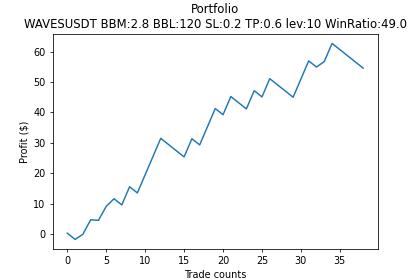 Portfolio
WAVESUSDT BBM:2.8 BBL:120 SL:0.2 TP:0.6 lev:10 WinRatio:49.0
60
50
40
30
20
10
0
Profit ($)
0 5 10 15 20 25 30 35
Trade counts